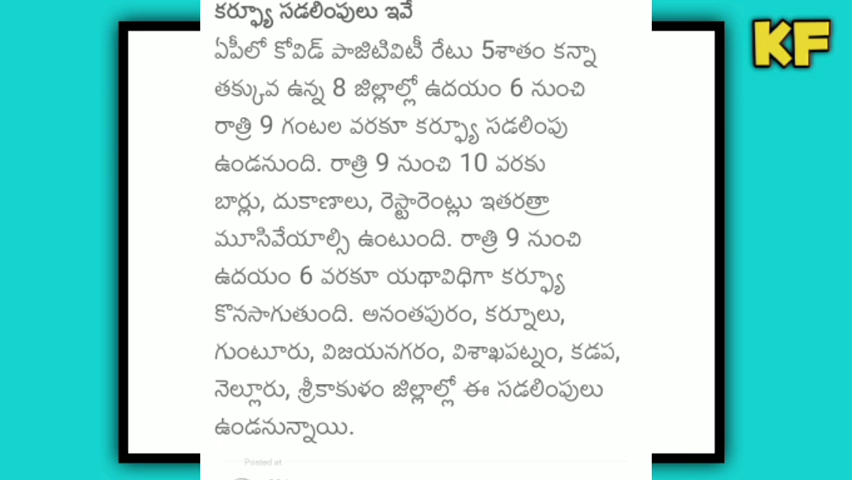 కర్ఫ్యూ సడలింపులు ఇవే
KF
ఏపీలో కోవిడ్ పాజిటివిటీ రేటు 5శాతం కన్నా
తక్కువ ఉన్న 8 జిల్లాల్లో ఉదయం 6 నుంచి
రాత్రి 9 గంటల వరకూ కర్ఫ్యూ సడలింపు
ఉండనుంది. రాత్రి 9 నుంచి 10 వరకు
బార్లు, దుకాణాలు, రెస్టారెంట్లు ఇతరత్రా
మూసివేయాల్సి ఉంటుంది. రాత్రి 9 నుంచి
ఉదయం 6 వరకూ యథావిధిగా కర్ఫ్యూ
కొనసాగుతుంది. అనంతపురం, కర్నూలు,
గుంటూరు, విజయనగరం, విశాఖపట్నం, కడప,
నెల్లూరు, శ్రీకాకుళం జిల్లాల్లో ఈ సడలింపులు
ఉండనున్నాయి.
Posted at